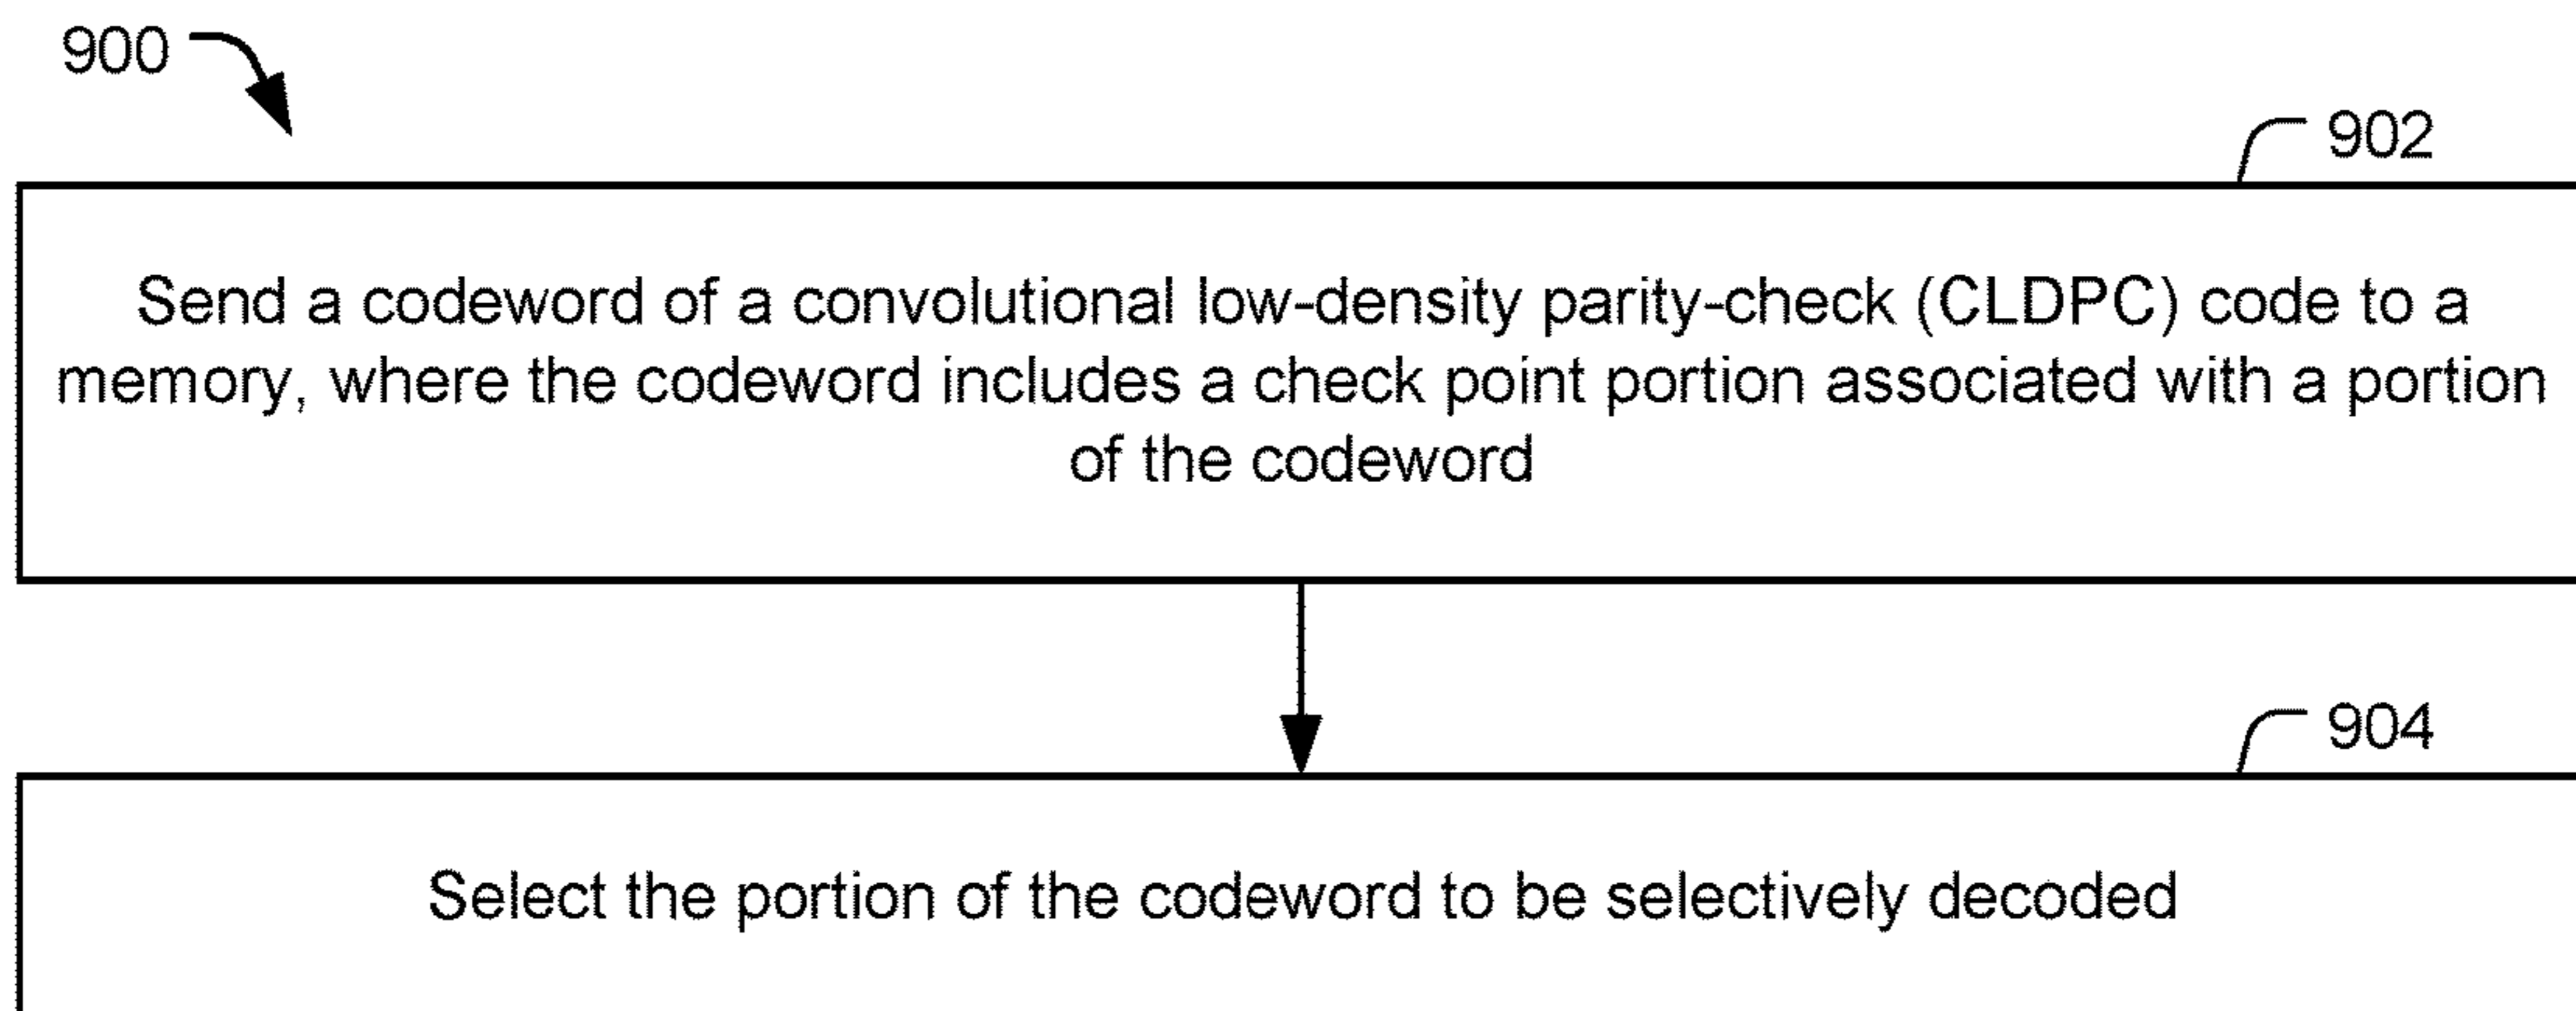 900
902
Send a codeword of a convolutional low-density parity-check (CLDPC) code to a
memory, where the codeword includes a check point portion associated with a portion
of the codeword
904
Select the portion of the codeword to be selectively decoded